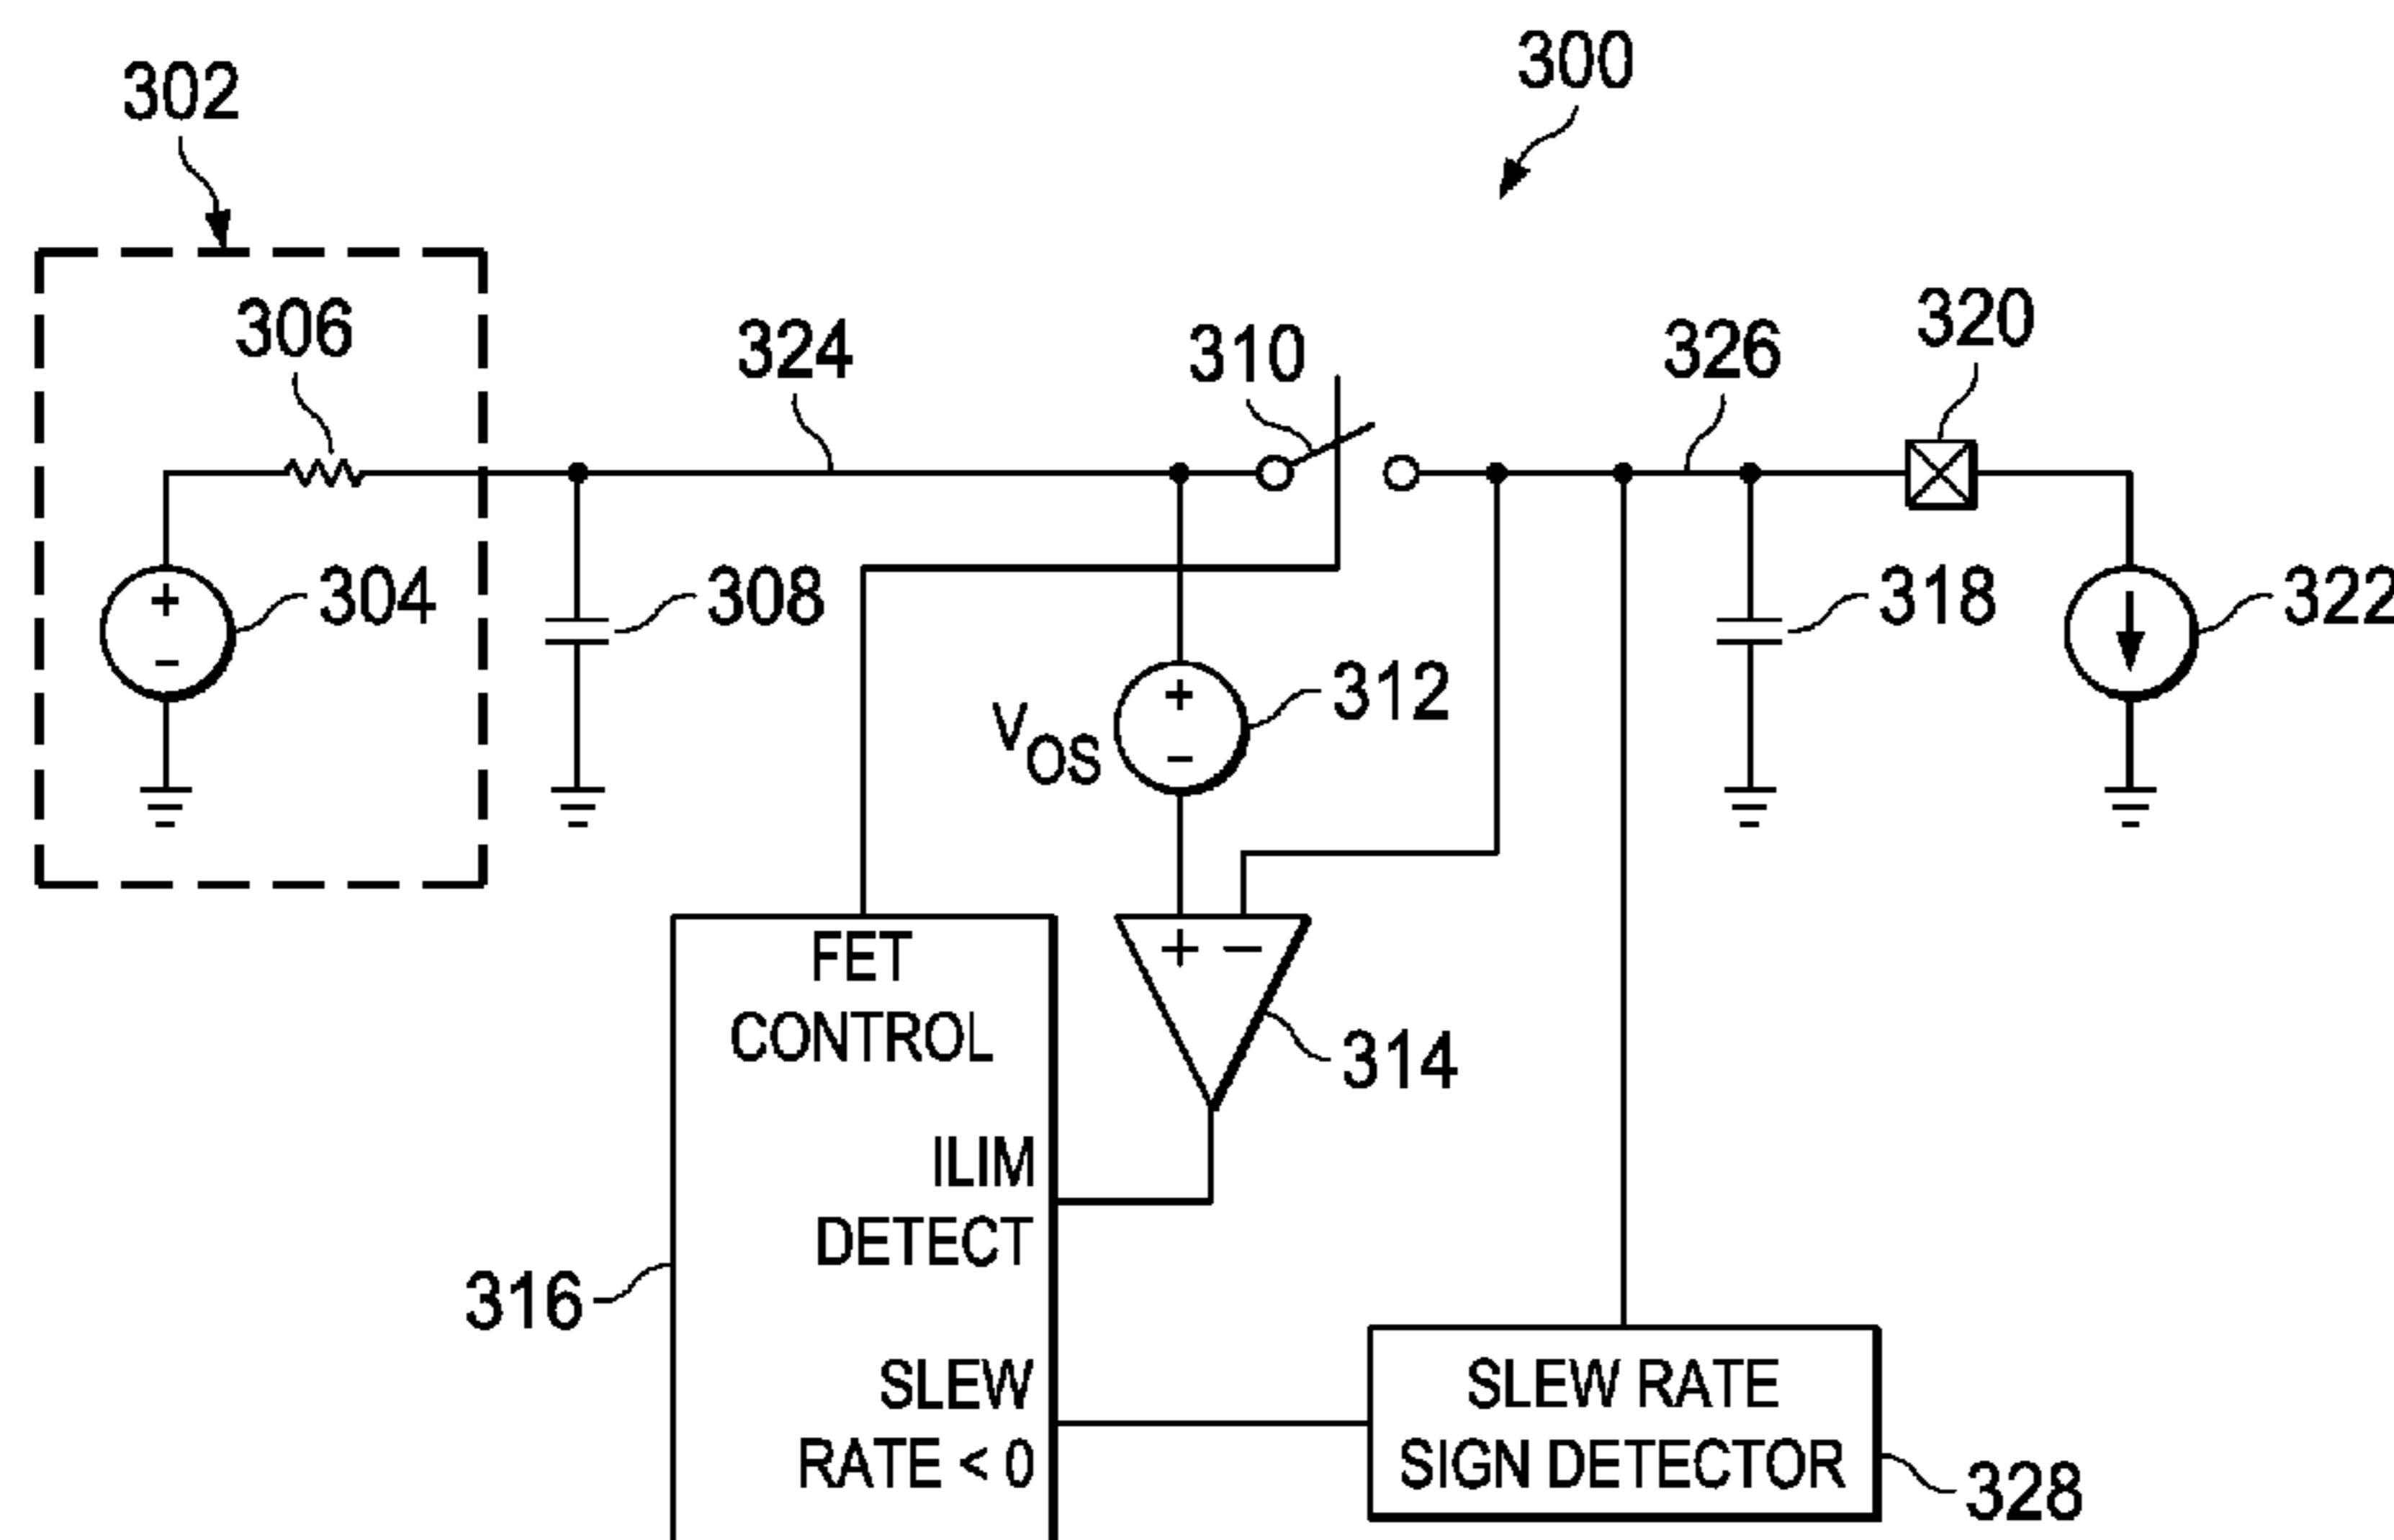 300
302
306
324
310
326
320
304
308
318
322
312
V_OS
+
-
+
-
+ -
FET
CONTROL
314
ILIM
DETECT
316
SLEW
RATE < 0
SLEW RATE
SIGN DETECTOR
328